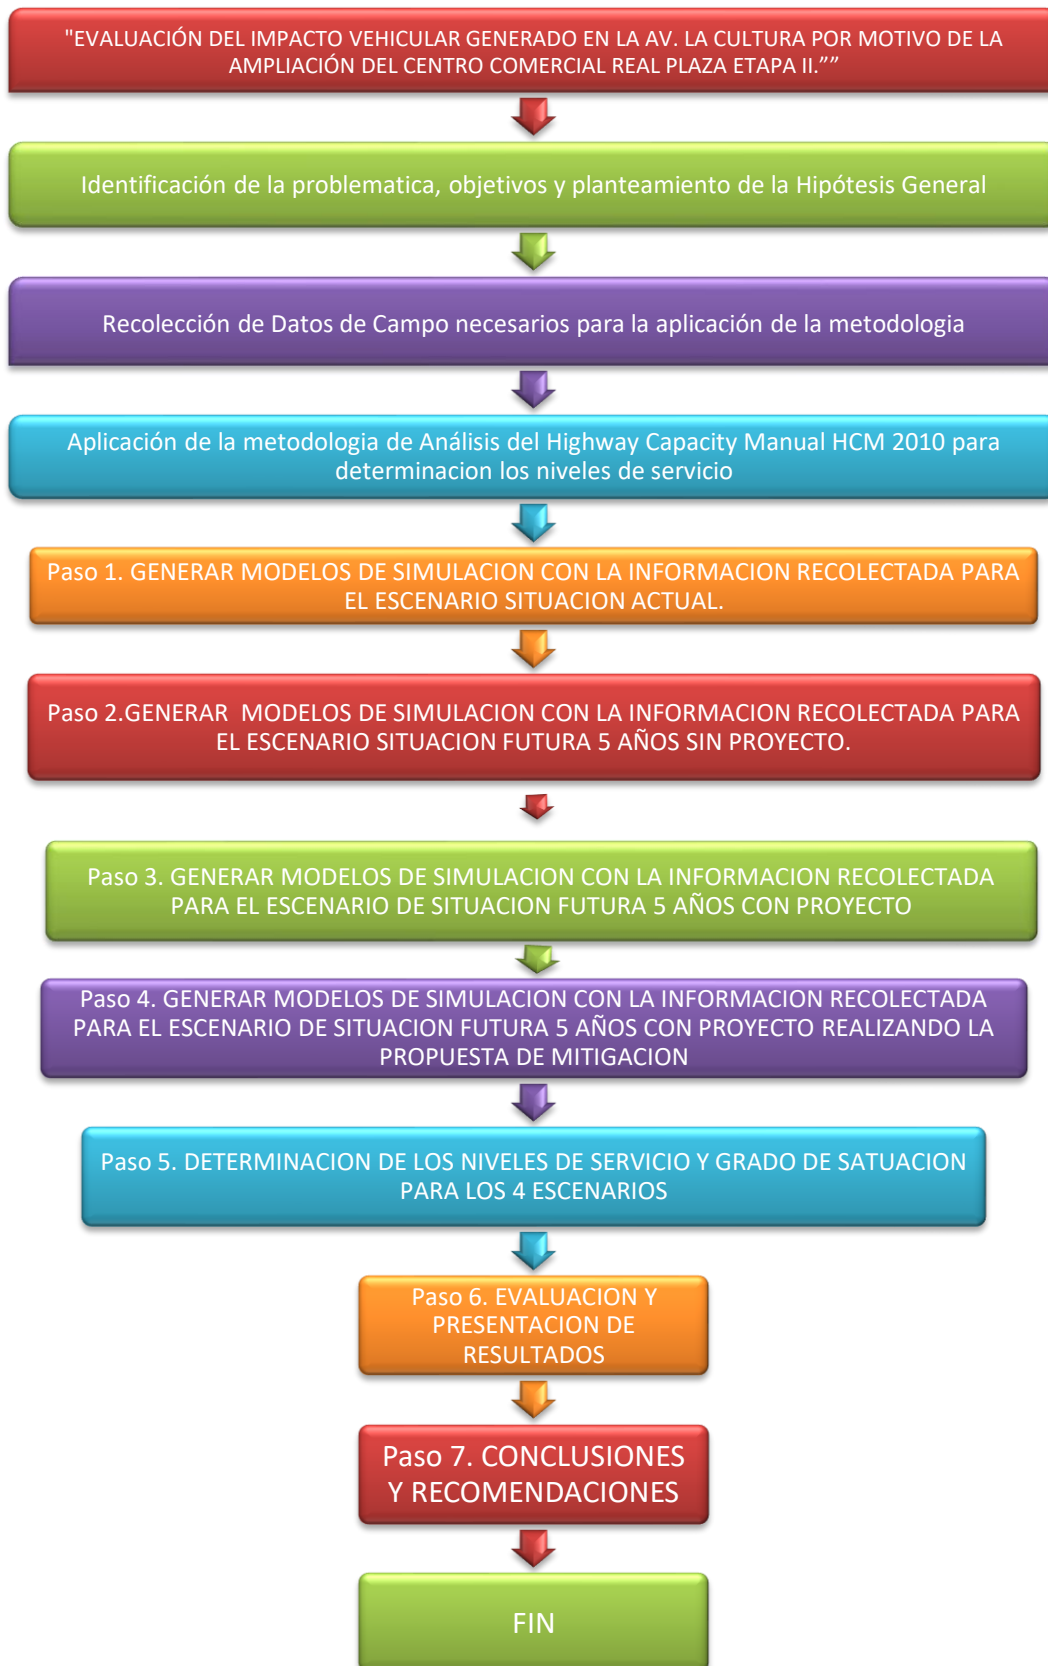 "EVALUACIÓN DEL IMPACTO VEHICULAR GENERADO EN LA AV. LA CULTURA POR MOTIVO DE LA
AMPLIACIÓN DEL CENTRO COMERCIAL REAL PLAZA ETAPA II.””
Identificación de la problematica, objetivos y planteamiento de la Hipótesis General
Recolección de Datos de Campo necesarios para la aplicación de la metodologia
Aplicación de la metodologia de Análisis del Highway Capacity Manual HCM 2010 para
determinacion los niveles de servicio
Paso 1. GENERAR MODELOS DE SIMULACION CON LA INFORMACION RECOLECTADA PARA
EL ESCENARIO SITUACION ACTUAL.
Paso 2.GENERAR MODELOS DE SIMULACION CON LA INFORMACION RECOLECTADA PARA
EL ESCENARIO SITUACION FUTURA 5 AÑOS SIN PROYECTO.
Paso 3. GENERAR MODELOS DE SIMULACION CON LA INFORMACION RECOLECTADA
PARA EL ESCENARIO DE SITUACION FUTURA 5 AÑOS CON PROYECTO
Paso 4. GENERAR MODELOS DE SIMULACION CON LA INFORMACION RECOLECTADA
PARA EL ESCENARIO DE SITUACION FUTURA 5 AÑOS CON PROYECTO REALIZANDO LA
PROPUESTA DE MITIGACION
Paso 5. DETERMINACION DE LOS NIVELES DE SERVICIO Y GRADO DE SATUACION
PARA LOS 4 ESCENARIOS
Paso 6. EVALUACION Y
PRESENTACION DE
RESULTADOS
Paso 7. CONCLUSIONES
Y RECOMENDACIONES
FIN